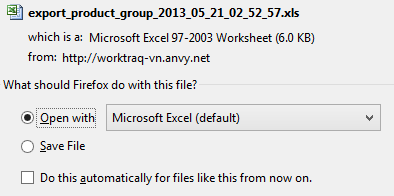 export_product_group_2013_05_21_02_52_57.xls
which is a: Microsoft Excel 97-2003 Worksheet (6.0 KB)
from: http://worktraq-vn.anvy.net
What should Firefox do with this file?
Open with Microsoft Excel (default)
Save File
Do this automatically for files like this from now on.